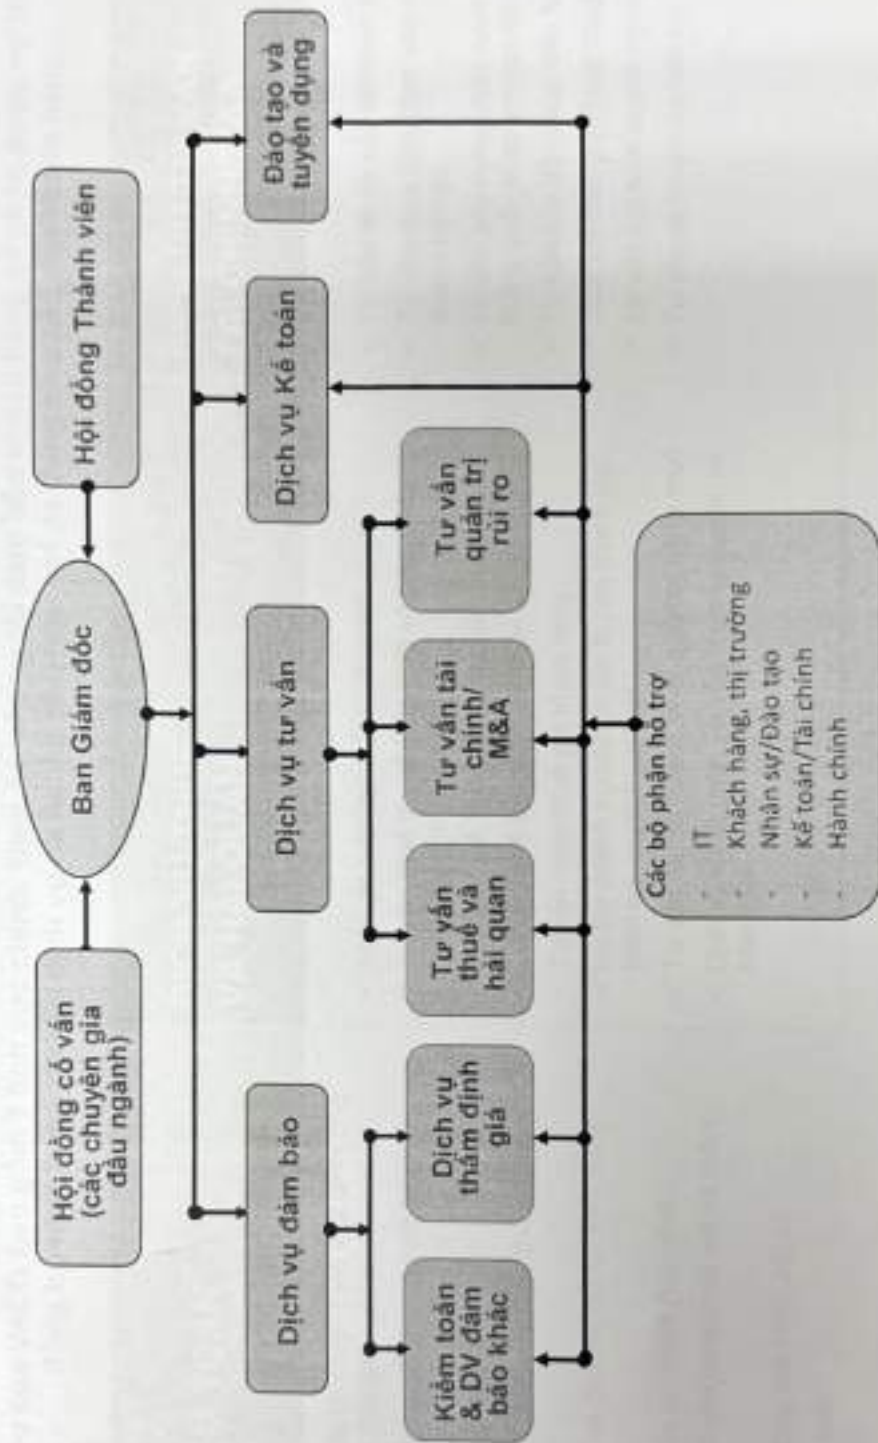 Hội đồng cố vấn
(các chuyên gia
đầu ngành)
Ban Giám đốc
Hội đồng Thành viên
Dịch vụ đảm bảo
Dịch vụ tư vấn
Dịch vụ Kế toán
Đào tạo và
tuyển dụng
Kiểm toán
& DV đảm
bảo khác
Dịch vụ
thẩm định
giá
Tư vấn
thuế và
hải quan
Tư vấn tài
chính/
M&A
Tư vấn
quản trị
rủi ro
Các bộ phận hỗ trợ
- IT
- Khách hàng, thị trường
- Nhân sự/Đào tạo
- Kế toán/Tài chính
- Hành chính